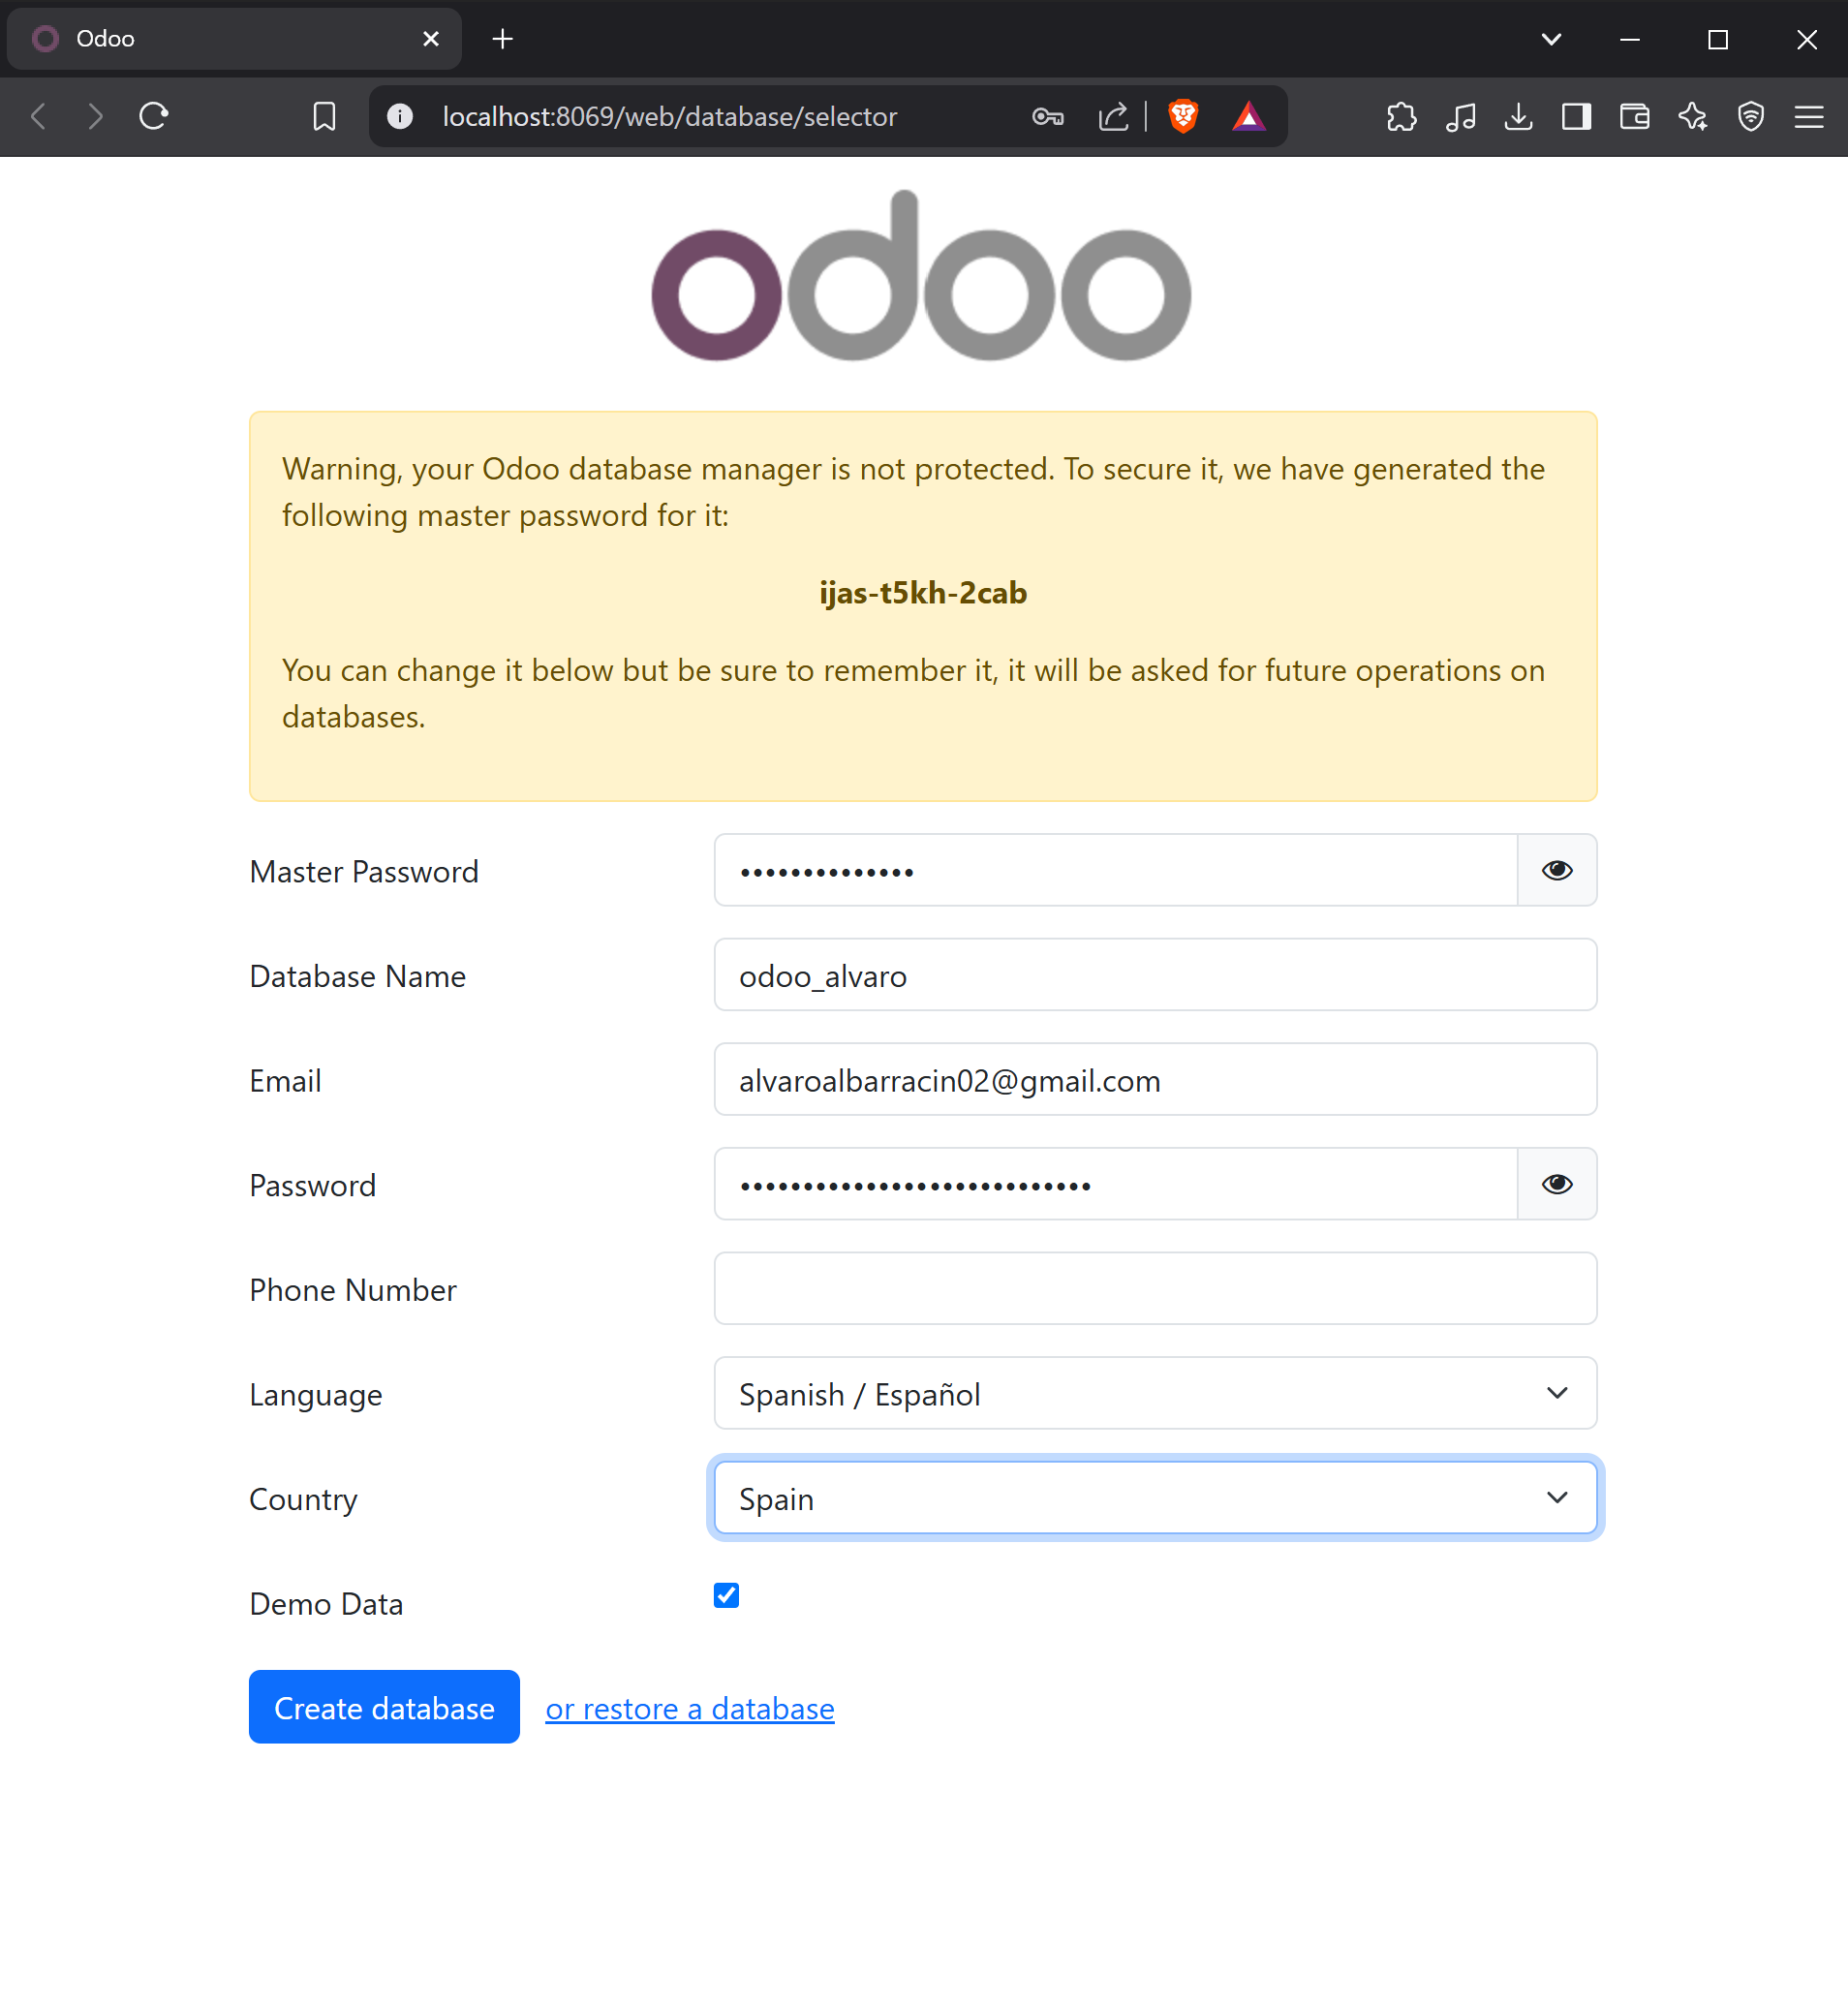 Odoo
localhost:8069/web/database/selector
odoo
Warning, your Odoo database manager is not protected. To secure it, we have generated the
following master password for it:
ijas-t5kh-2cab
You can change it below but be sure to remember it, it will be asked for future operations on
databases.
Master Password ••••••••••••••
Database Name odoo_alvaro
Email alvaroalbarracin02@gmail.com
Password ••••••••••••••••••••••••••••
Phone Number
Language Spanish / Español
Country Spain
Demo Data
Create database or restore a database